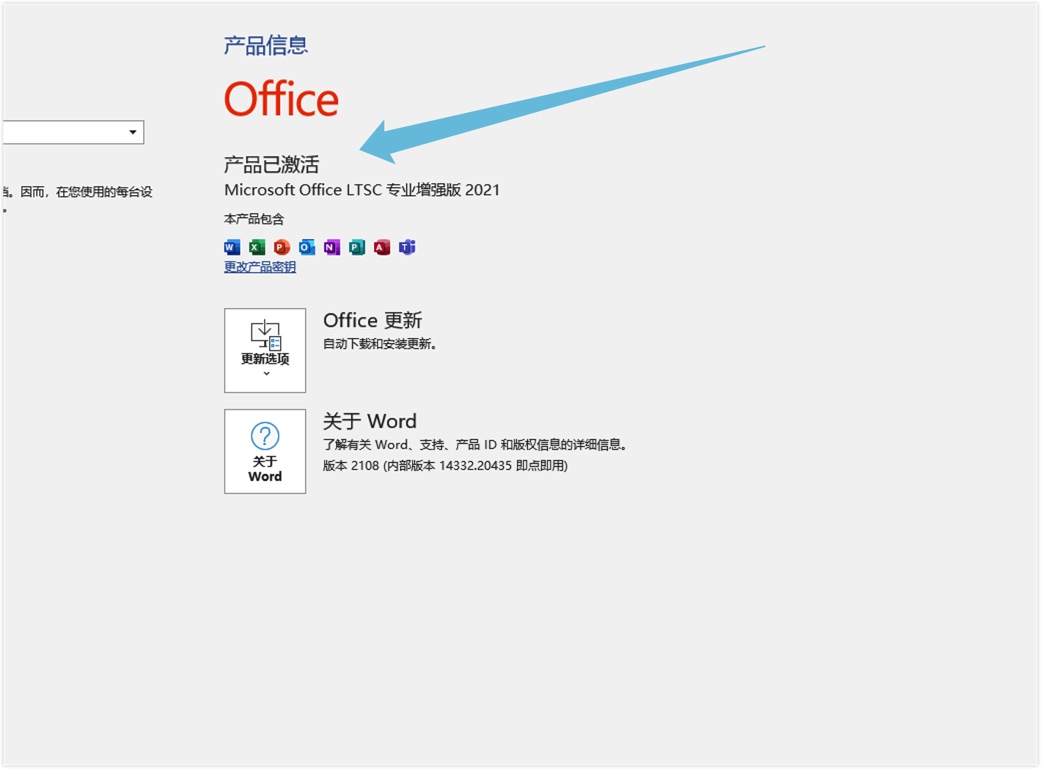 产品信息
Office
产品已激活
Microsoft Office LTSC 专业增强版 2021
本产品包含
更改产品密钥
。因而，在您使用的每台设
。
Office 更新
自动下载和安装更新。
更新选项
关于 Word
了解有关 Word、支持、产品 ID 和版权信息的详细信息。
版本 2108 (内部版本 14332.20435 即点即用)
关于
Word